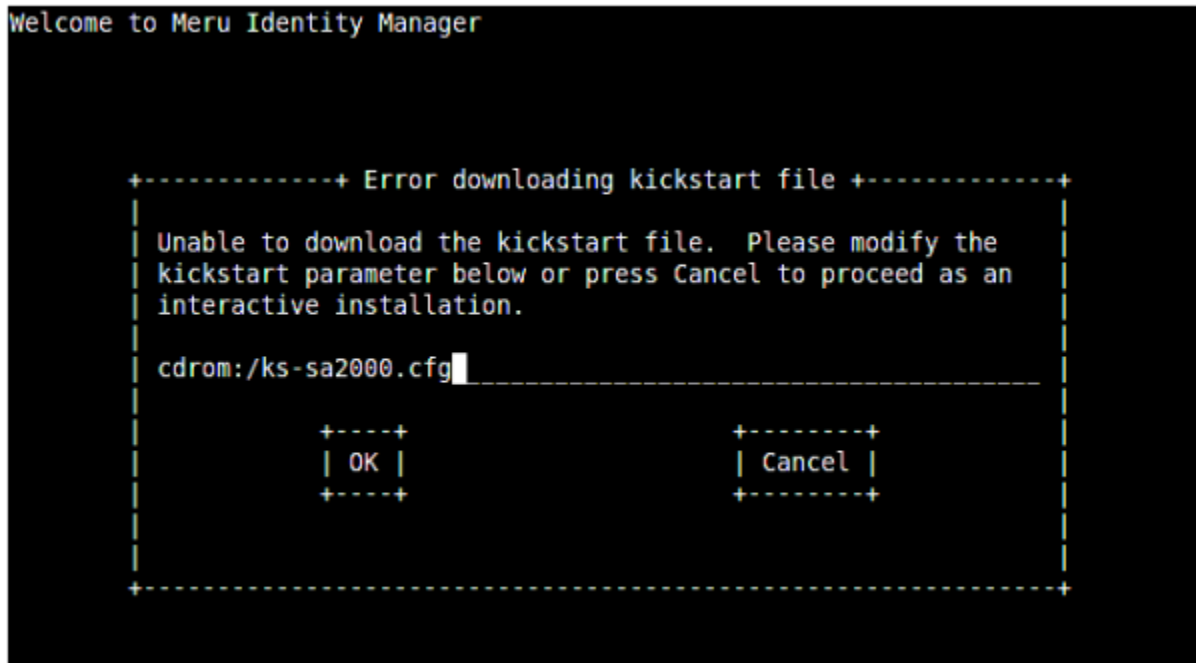 Welcome to Meru Identity Manager
Error downloading kickstart file
Unable to download the kickstart file.  Please modify the
kickstart parameter below or press Cancel to proceed as an
interactive installation.
cdrom:/ks-sa2000.cfg
OK
Cancel